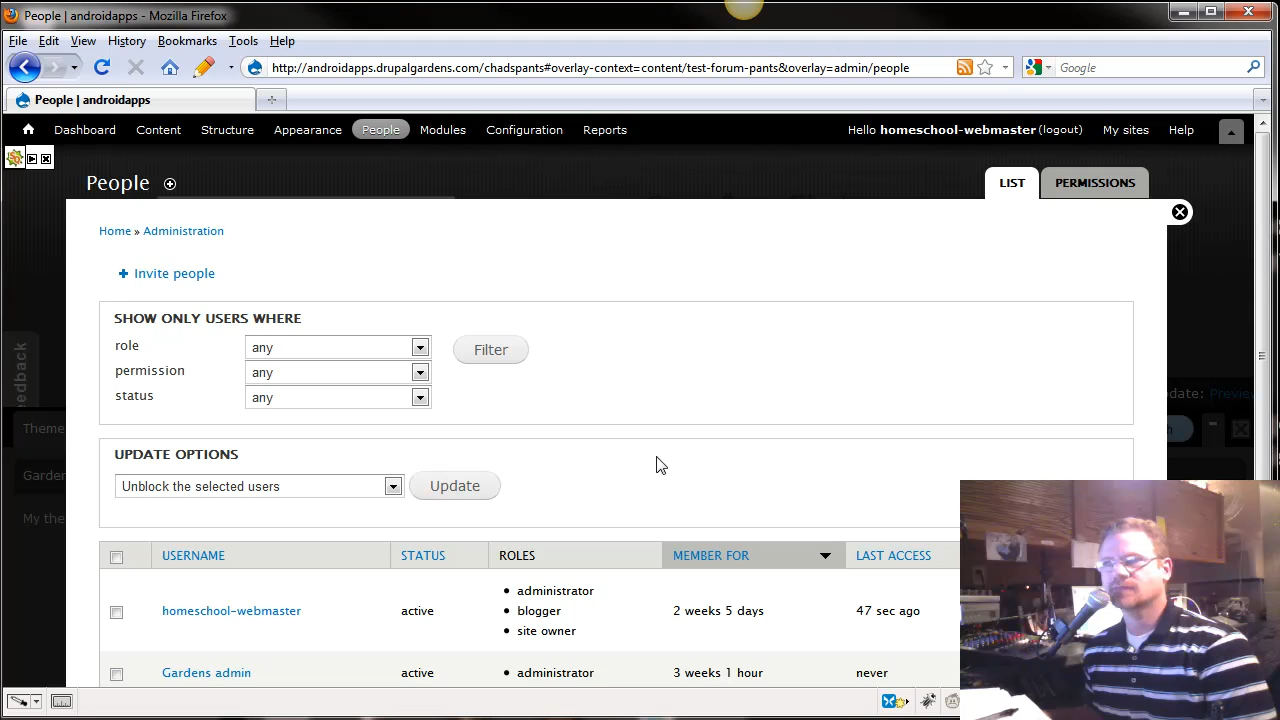 People | androidapps - Mozilla Firefox
File Edit View History Bookmarks Tools Help
http://androidapps.drupalgardens.com/chadspants#overlay-context=content/test-forum-pants&overlay=admin/people
Google
People | androidapps
Dashboard Content Structure Appearance People Modules Configuration Reports Hello homeschool-webmaster (logout) My sites Help
People LIST PERMISSIONS
Home » Administration
+ Invite people
SHOW ONLY USERS WHERE
role any Filter
permission any
status any
UPDATE OPTIONS
Unblock the selected users Update
USERNAME STATUS ROLES MEMBER FOR LAST ACCESS
homeschool-webmaster active administrator 2 weeks 5 days 47 sec ago
blogger
site owner
Gardens admin active administrator 3 weeks 1 hour never
Theme
Garden
My the